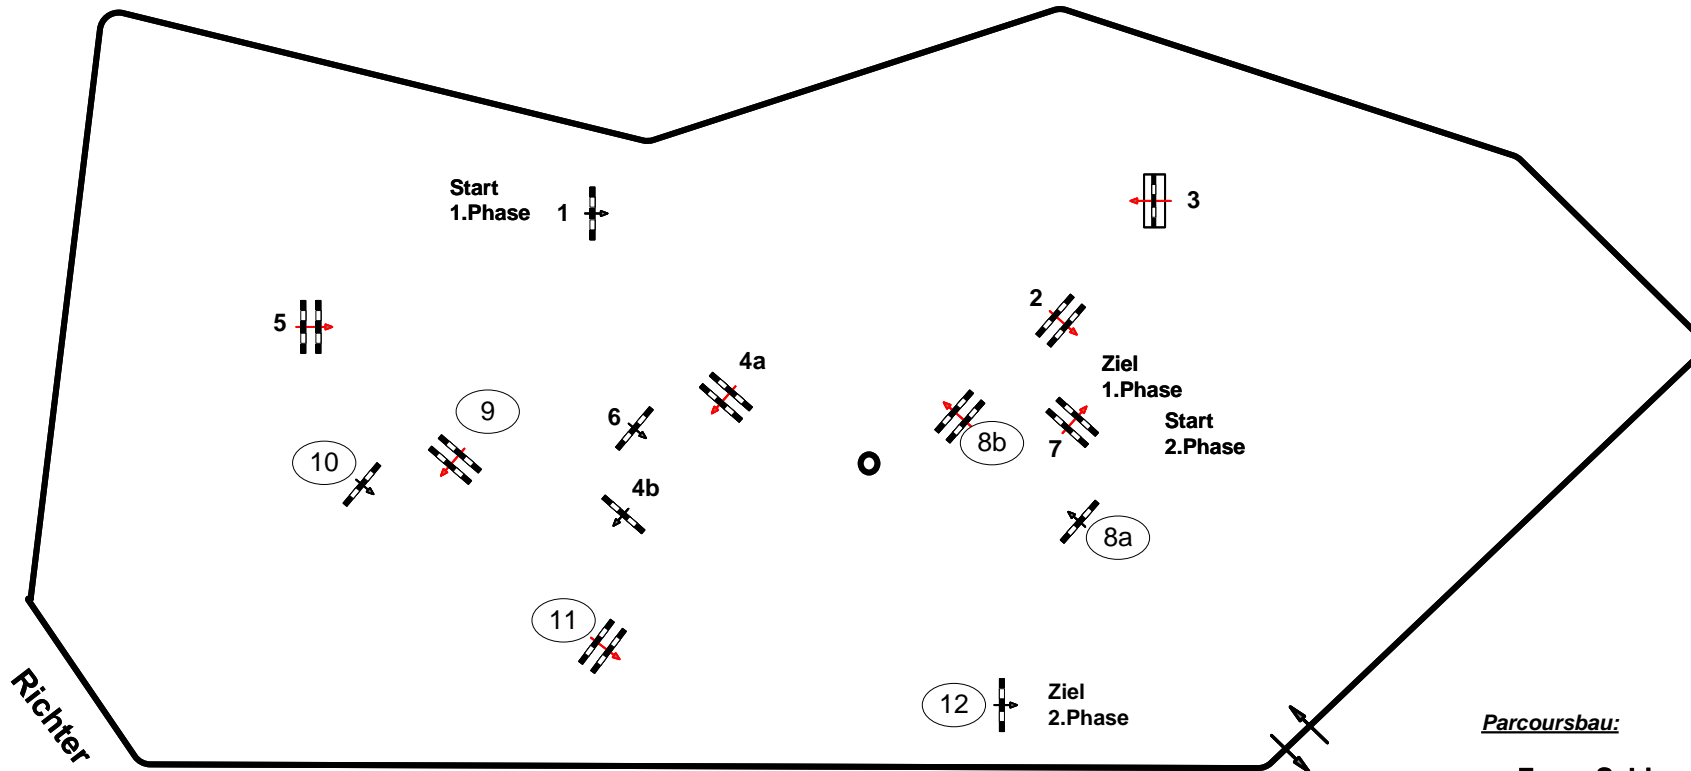 Start
1.Phase
1
3
2
5
4a
Ziel
1.Phase
9
6
Start
2.Phase
7
8b
10
4b
8a
11
12
Ziel
2.Phase
Richter
Parcoursbau: